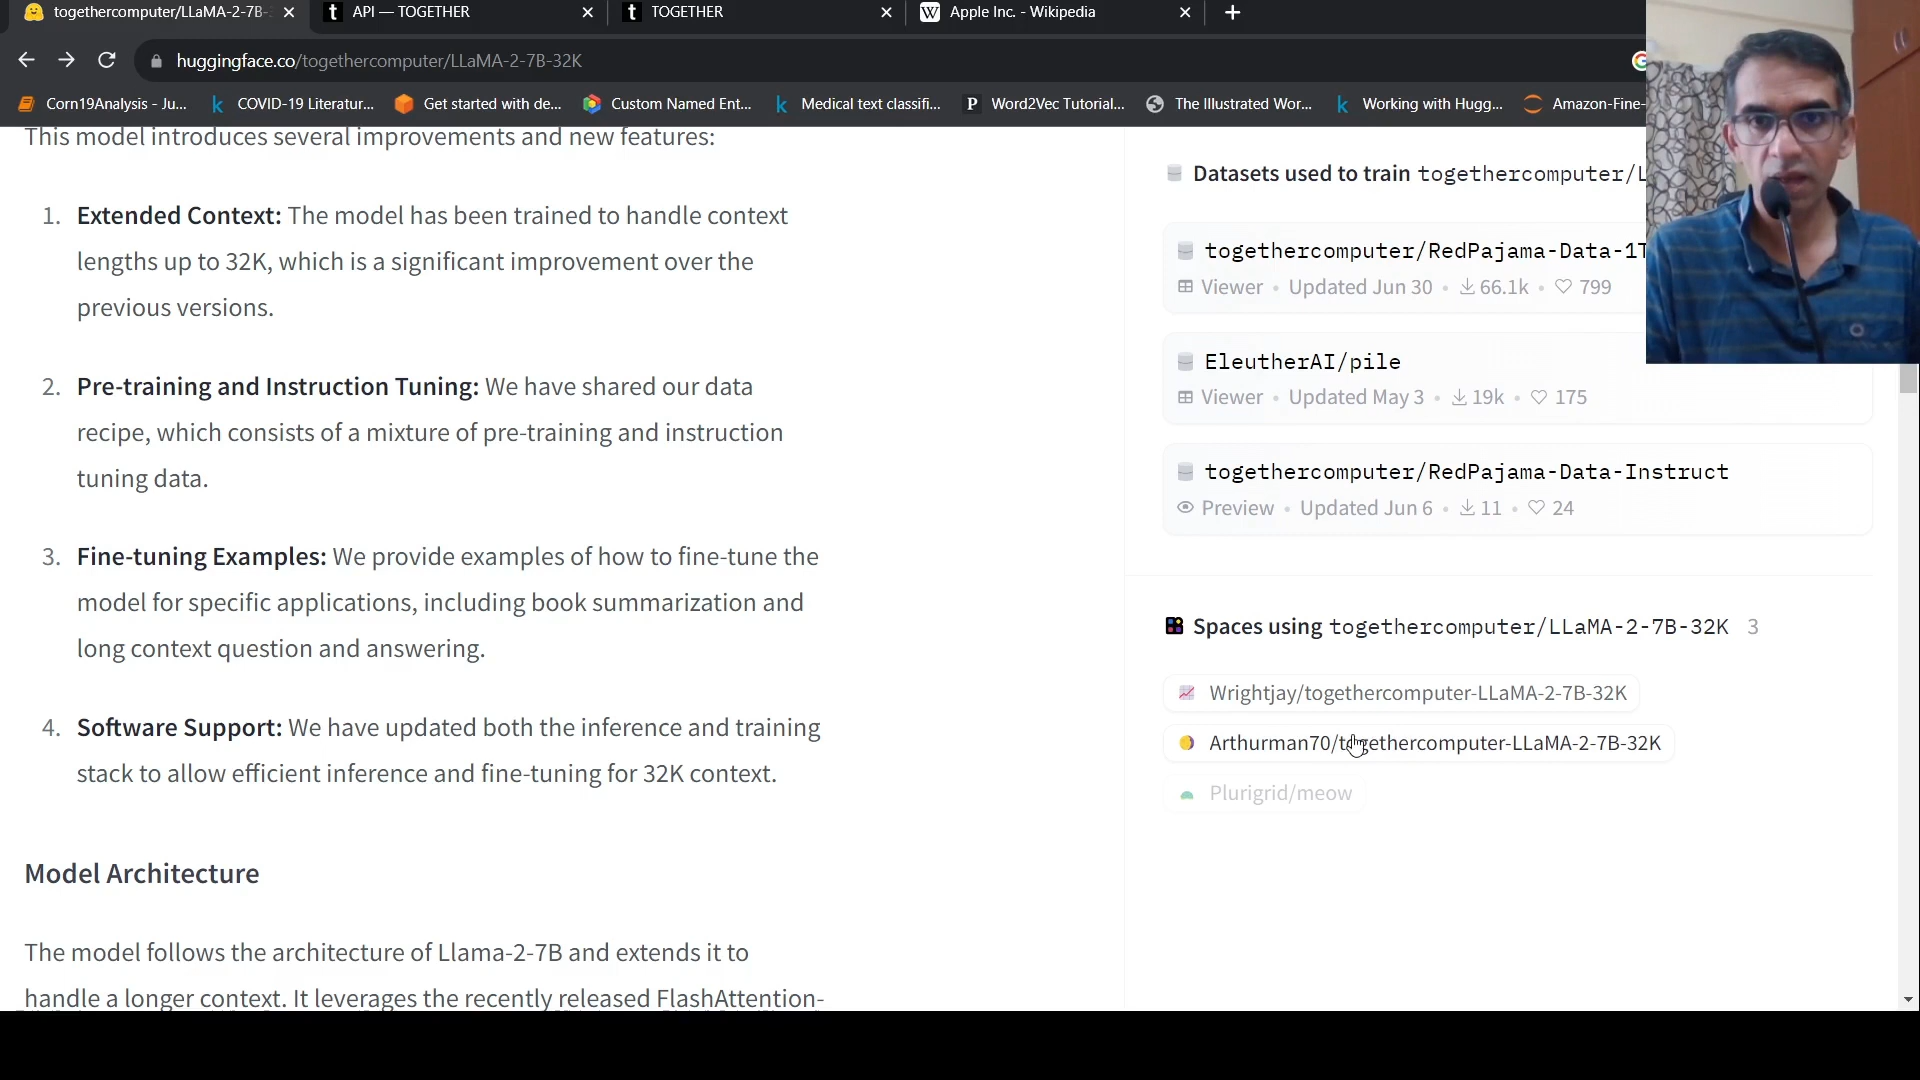 togethercomputer/LLaMA-2-7B-
API — TOGETHER
TOGETHER
Apple Inc. - Wikipedia
huggingface.co/togethercomputer/LLaMA-2-7B-32K
Corn19Analysis - Ju...
COVID-19 Literatur...
Get started with de...
Custom Named Ent...
Medical text classifi...
Word2Vec Tutorial...
The Illustrated Wor...
Working with Hugg...
Amazon-Fine-
This model introduces several improvements and new features:
1. Extended Context: The model has been trained to handle context
lengths up to 32K, which is a significant improvement over the
previous versions.
2. Pre-training and Instruction Tuning: We have shared our data
recipe, which consists of a mixture of pre-training and instruction
tuning data.
3. Fine-tuning Examples: We provide examples of how to fine-tune the
model for specific applications, including book summarization and
long context question and answering.
4. Software Support: We have updated both the inference and training
stack to allow efficient inference and fine-tuning for 32K context.
Model Architecture
The model follows the architecture of Llama-2-7B and extends it to
handle a longer context. It leverages the recently released FlashAttention-
Datasets used to train togethercomputer/L
togethercomputer/RedPajama-Data-1T
Viewer • Updated Jun 30 • 66.1k • 799
EleutherAI/pile
Viewer • Updated May 3 • 19k • 175
togethercomputer/RedPajama-Data-Instruct
Preview • Updated Jun 6 • 11 • 24
Spaces using togethercomputer/LLaMA-2-7B-32K 3
Wrightjay/togethercomputer-LLaMA-2-7B-32K
Arthurman70/togethercomputer-LLaMA-2-7B-32K
Plurigrid/meow